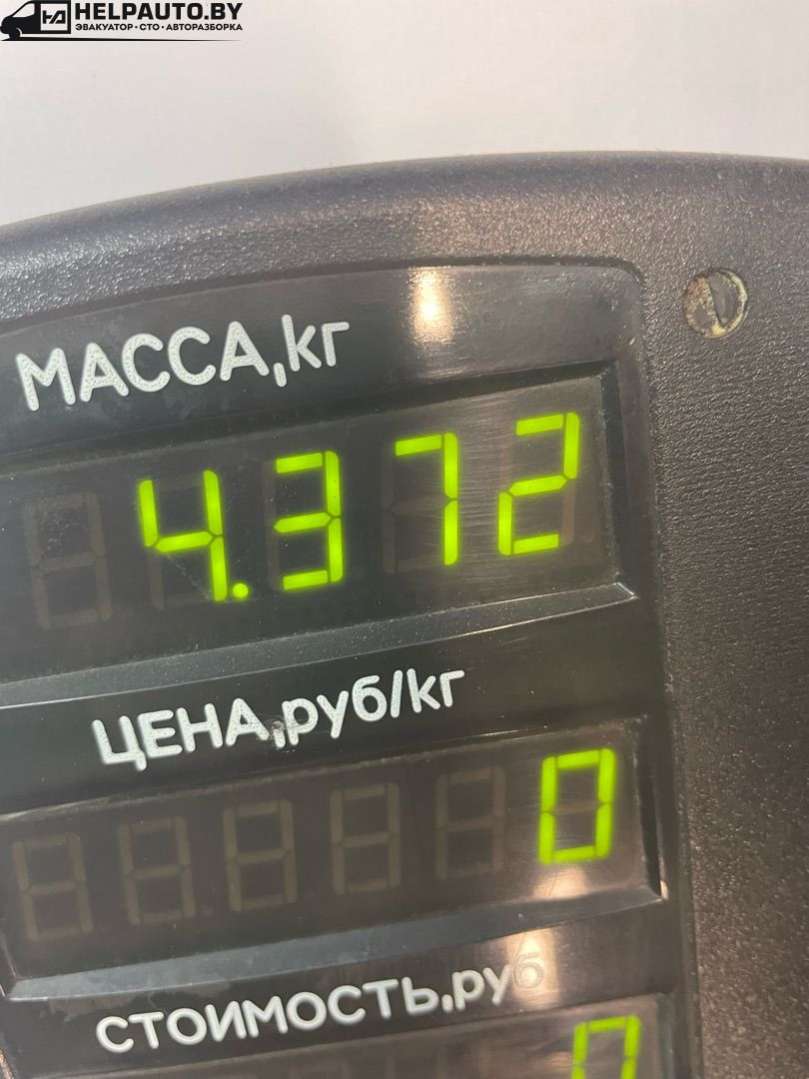 HELPAUTO.BY
ЭВАКУАТОР • СТО • АВТОРАЗБОРКА
МАССА,кг
4.372
ЦЕНА,руб/кг
0
СТОИМОСТЬ,руб
0